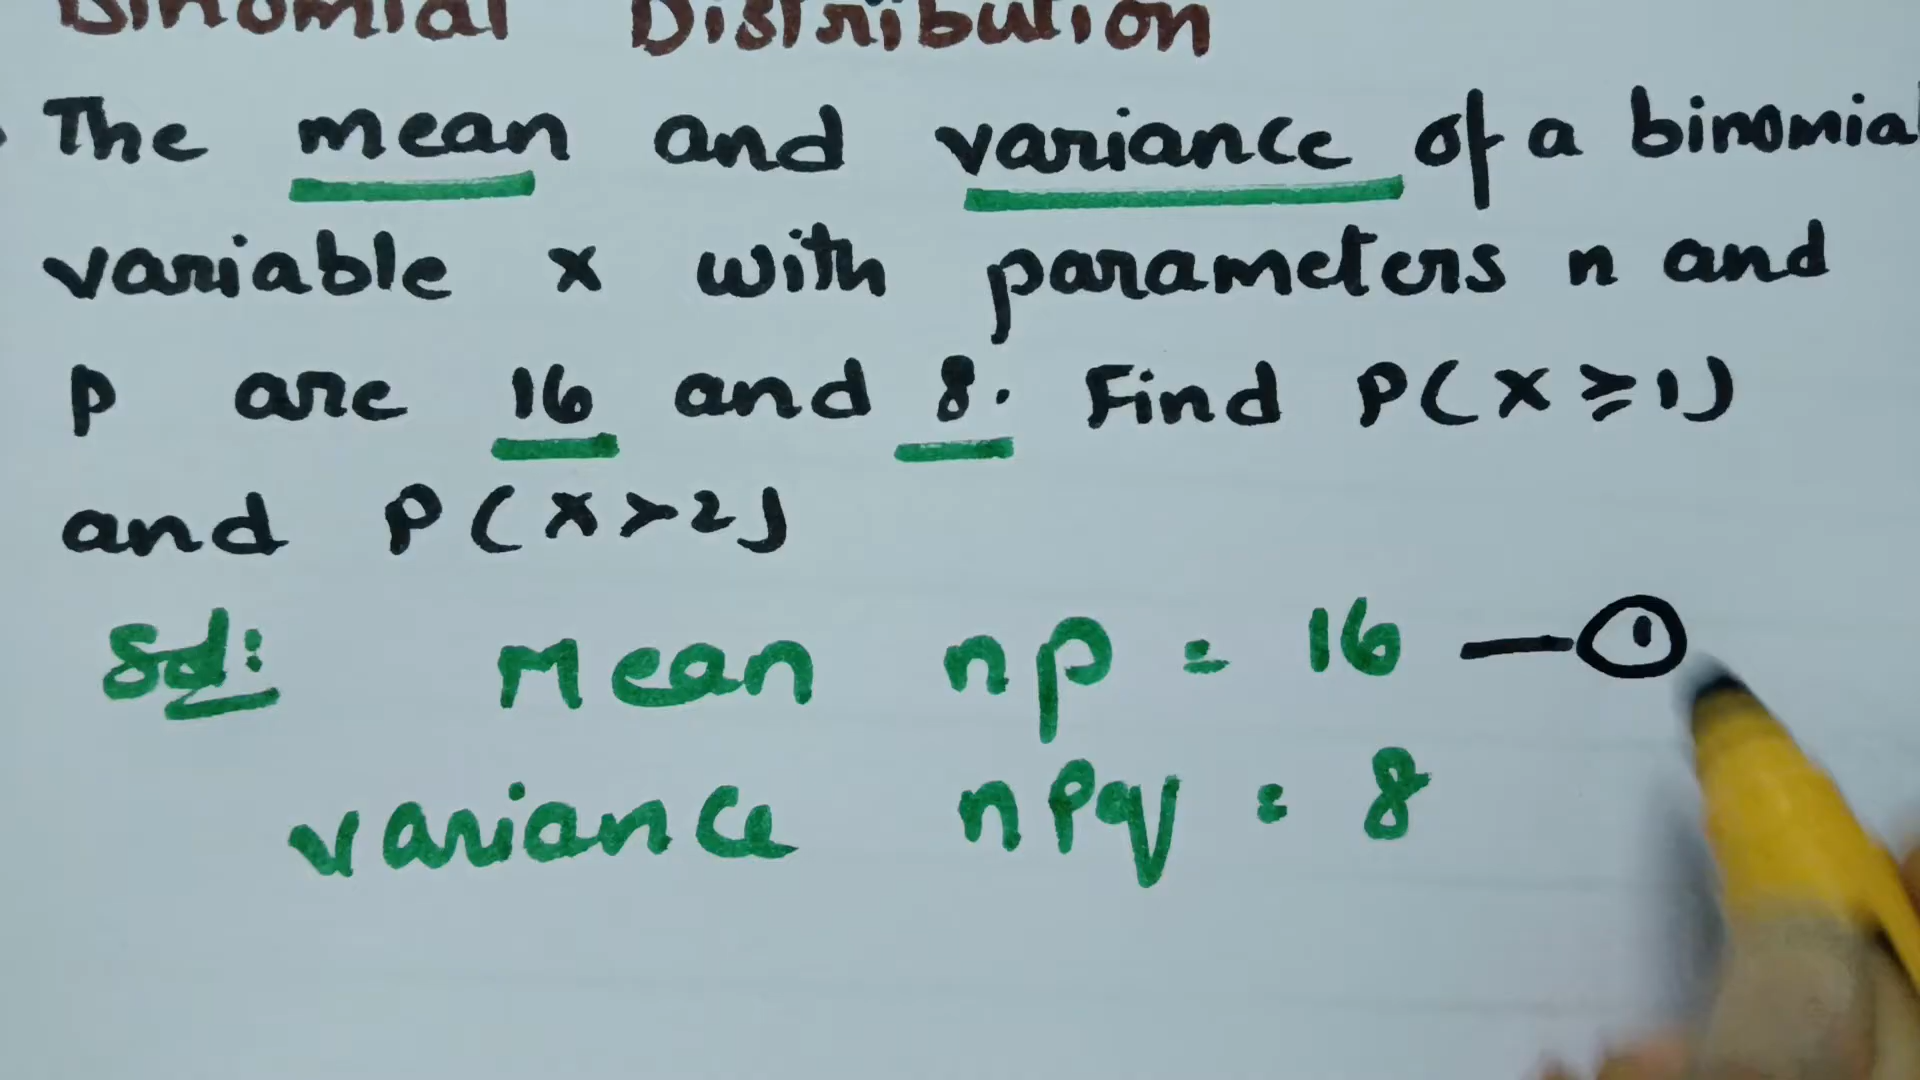 Binomial Distribution
The mean and variance of a binomial
variable x with parameters n and
p are 16 and 8. Find P(X≥1)
and P(X>2)
Sol: Mean np = 16 — ①
variance npq = 8